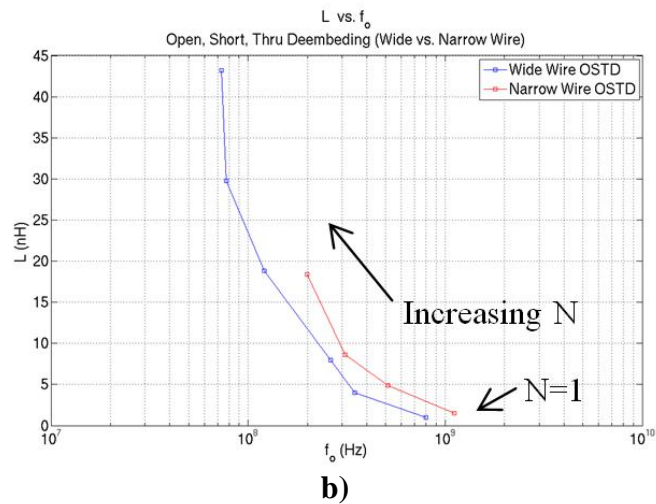 L vs. fo
Open, Short, Thru Deembeding (Wide vs. Narrow Wire)
45
40
35
30
25
20
15
10
5
0
L (nH)
Wide Wire OSTD
Narrow Wire OSTD
Increasing N
N=1
10^7
10^8
10^9
10^10
fo (Hz)
b)